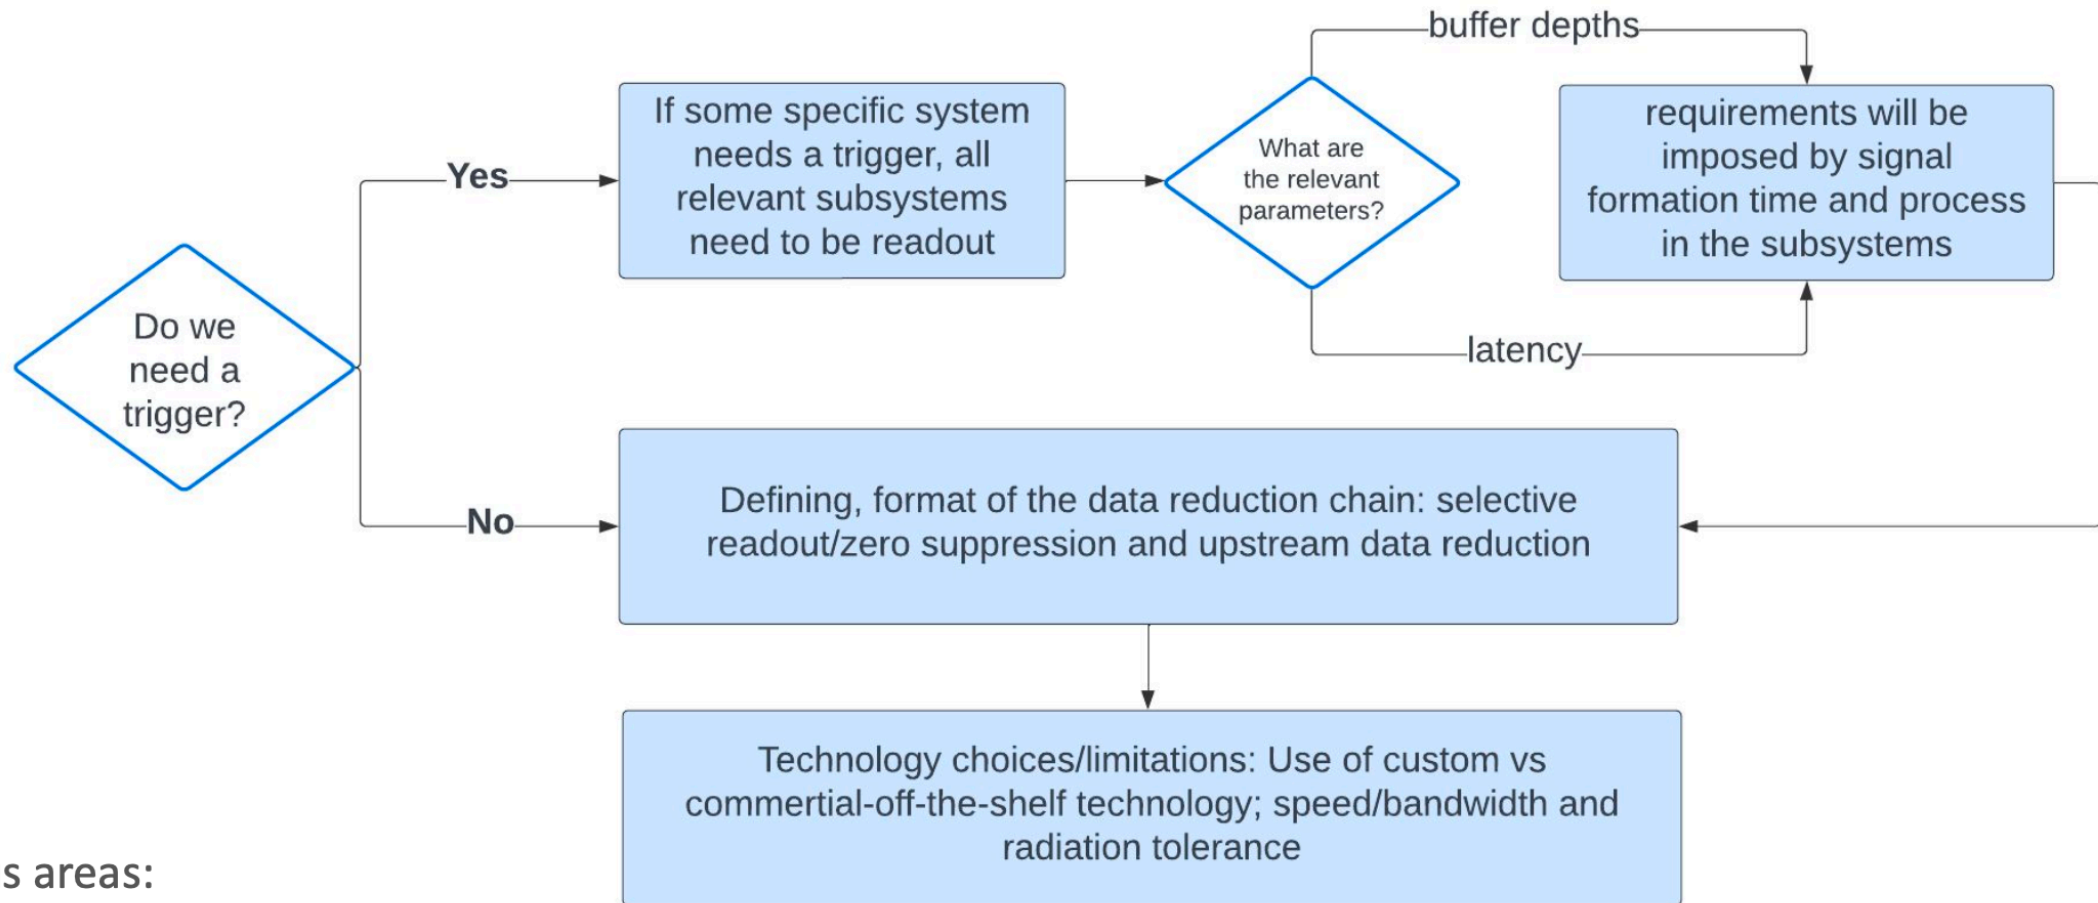 buffer depths
If some specific system
needs a trigger, all
relevant subsystems
need to be readout
What are
the relevant
parameters?
requirements will be
imposed by signal
formation time and process
in the subsystems
Yes
latency
Do we
need a
trigger?
No
Defining, format of the data reduction chain: selective
readout/zero suppression and upstream data reduction
Technology choices/limitations: Use of custom vs
commertial-off-the-shelf technology; speed/bandwidth and
radiation tolerance
s areas: